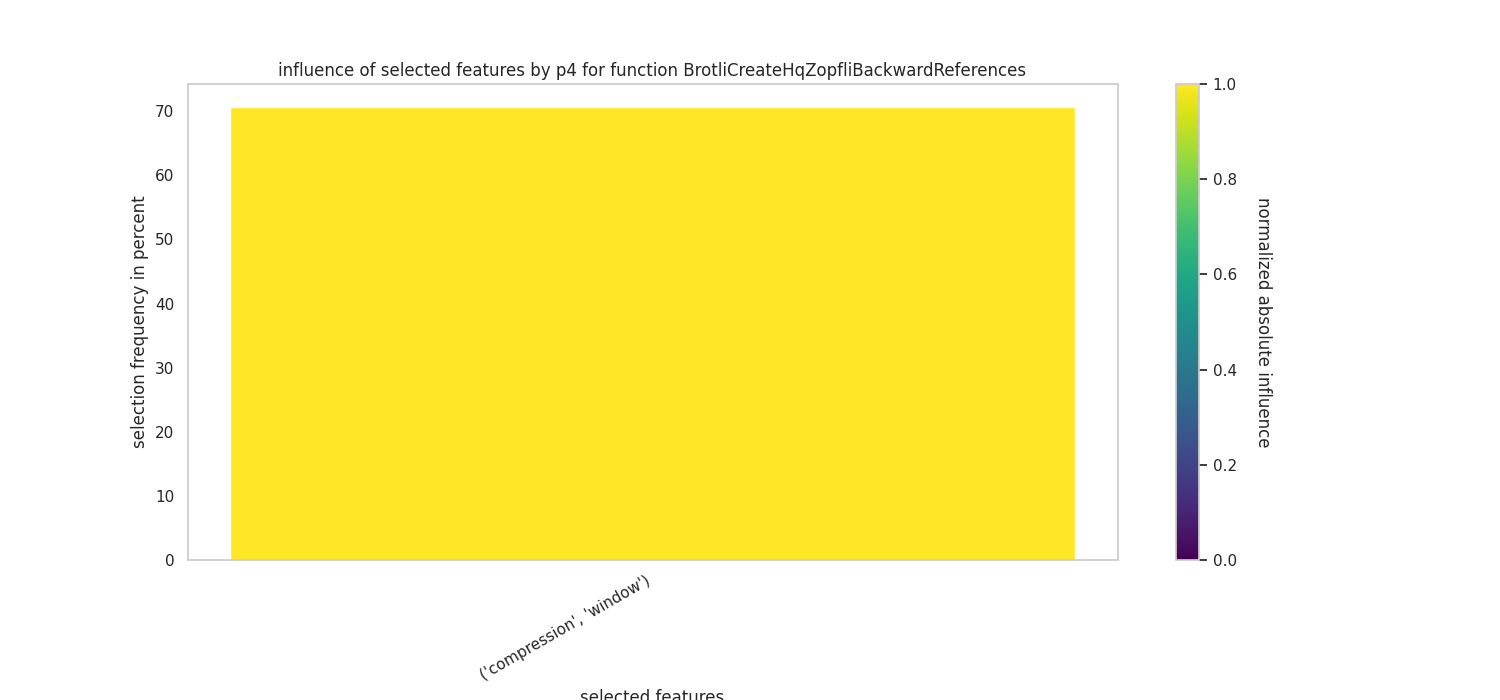 influence of selected features by p4 for function BrotliCreateHqZopfliBackwardReferences
selection frequency in percent
70
60
50
40
30
20
10
0
('compression', 'window')
selected features
1.0
0.8
0.6
0.4
0.2
0.0
normalized absolute influence